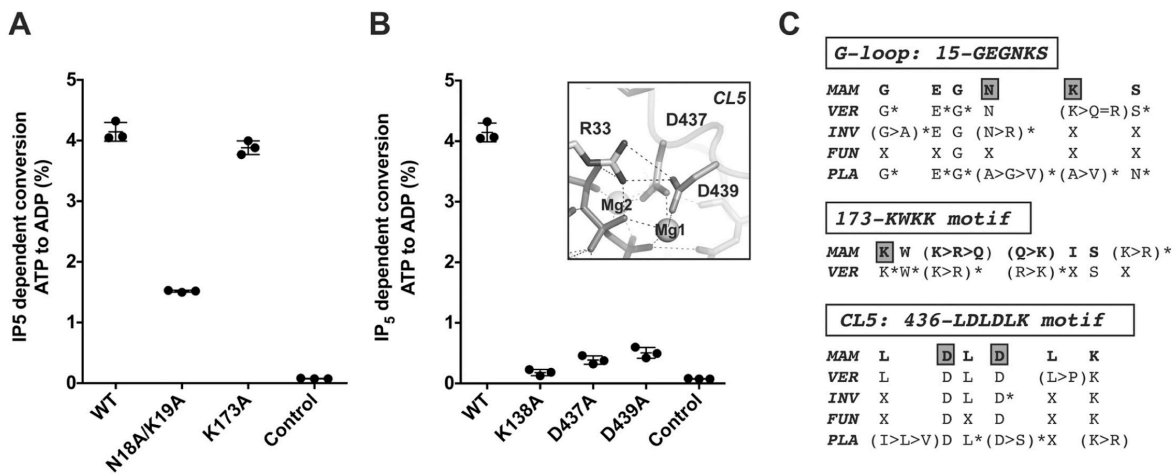 A
IP5 dependent conversion
ATP to ADP (%)
5
4
3
2
1
0
WT
N18A/K19A
K173A
Control
B
IP5 dependent conversion
ATP to ADP (%)
5
4
3
2
1
0
WT
K138A
D437A
D439A
Control
CL5
R33
D437
D439
Mg2
Mg1
C
G-loop: 15-GEGNKS
MAM G E G N K S
VER G* E*G* N (K>Q=R)S*
INV (G>A)*E G (N>R)* X X
FUN X X G X X X
PLA G* E*G*(A>G>V)*(A>V)* N*
173-KWKK motif
MAM K W (K>R>Q) (Q>K) I S (K>R)*
VER K*W*(K>R)* (R>K)*X S X
CL5: 436-LDLDLK motif
MAM L D L D L K
VER L D L D (L>P)K
INV X D L D* X K
FUN X D X D X K
PLA (I>L>V)D L*(D>S)*X (K>R)